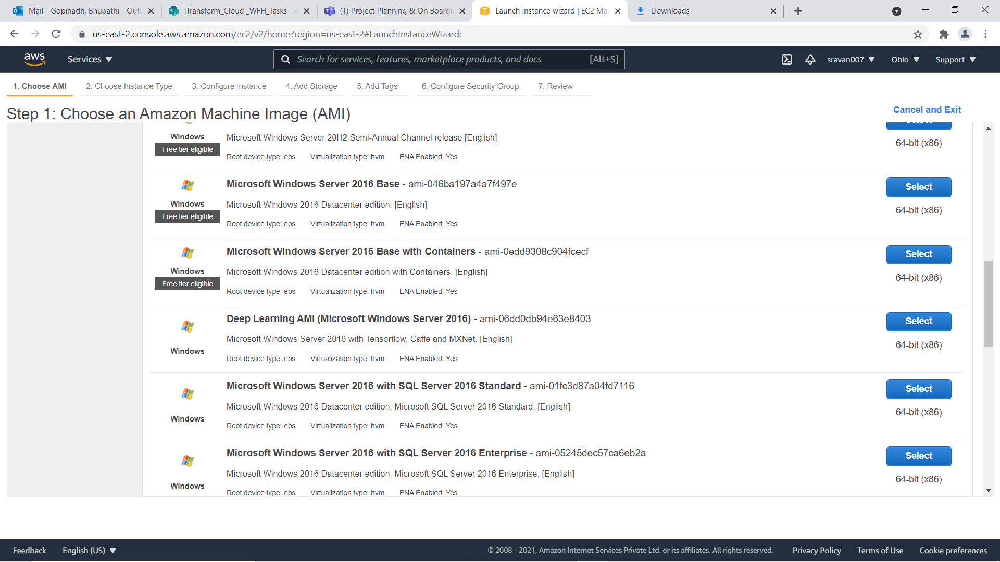 Mail - Gopinadh, Bhupathi - Outl
iTransform_Cloud _WFH_Tasks - A
(1) Project Planning & On Boardi
Launch instance wizard | EC2 Ma
Downloads
us-east-2.console.aws.amazon.com/ec2/v2/home?region=us-east-2#LaunchInstanceWizard:
aws
Services
Search for services, features, marketplace products, and docs
[Alt+S]
sravan007
Ohio
Support
1. Choose AMI
2. Choose Instance Type
3. Configure Instance
4. Add Storage
5. Add Tags
6. Configure Security Group
7. Review
Step 1: Choose an Amazon Machine Image (AMI)
Cancel and Exit
Windows
Free tier eligible
Microsoft Windows Server 20H2 Semi-Annual Channel release [English]
Root device type: ebs Virtualization type: hvm ENA Enabled: Yes
64-bit (x86)
Windows
Free tier eligible
Microsoft Windows Server 2016 Base - ami-046ba197a4a7f497e
Microsoft Windows 2016 Datacenter edition. [English]
Root device type: ebs Virtualization type: hvm ENA Enabled: Yes
Select
64-bit (x86)
Windows
Free tier eligible
Microsoft Windows Server 2016 Base with Containers - ami-0edd9308c904fcecf
Microsoft Windows 2016 Datacenter edition with Containers. [English]
Root device type: ebs Virtualization type: hvm ENA Enabled: Yes
Select
64-bit (x86)
Windows
Deep Learning AMI (Microsoft Windows Server 2016) - ami-06dd0db94e63e8403
Microsoft Windows Server 2016 with Tensorflow, Caffe and MXNet. [English]
Root device type: ebs Virtualization type: hvm ENA Enabled: Yes
Select
64-bit (x86)
Windows
Microsoft Windows Server 2016 with SQL Server 2016 Standard - ami-01fc3d87a04fd7116
Microsoft Windows 2016 Datacenter edition, Microsoft SQL Server 2016 Standard. [English]
Root device type: ebs Virtualization type: hvm ENA Enabled: Yes
Select
64-bit (x86)
Windows
Microsoft Windows Server 2016 with SQL Server 2016 Enterprise - ami-05245dec57ca6eb2a
Microsoft Windows 2016 Datacenter edition, Microsoft SQL Server 2016 Enterprise. [English]
Root device type: ebs Virtualization type: hvm ENA Enabled: Yes
Select
64-bit (x86)
Feedback
English (US)
© 2008 - 2021, Amazon Internet Services Private Ltd. or its affiliates. All rights reserved.
Privacy Policy
Terms of Use
Cookie preferences